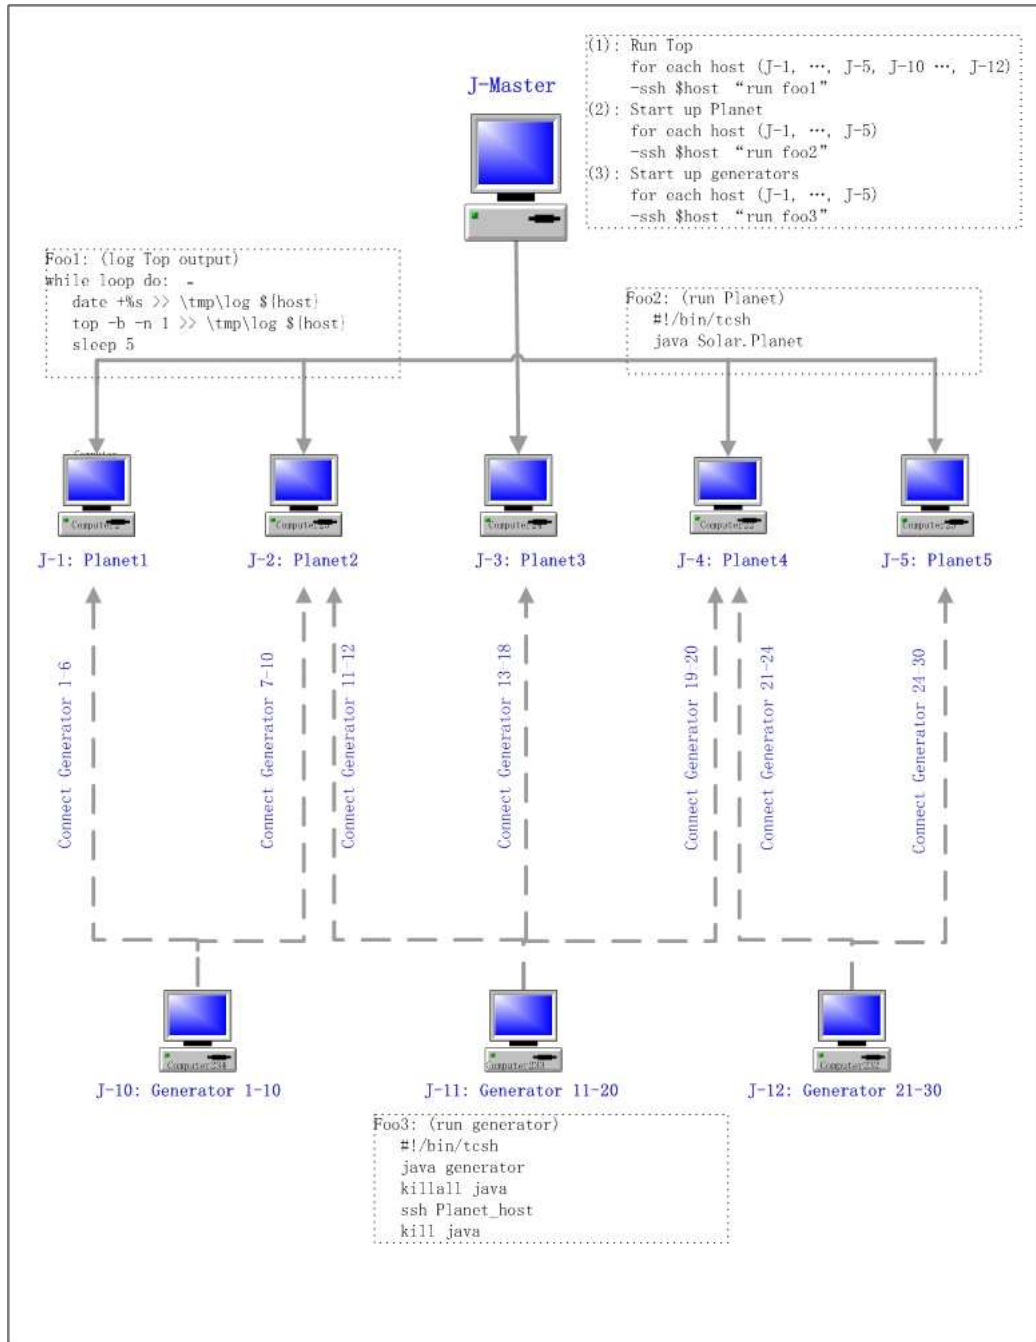 (1): Run Top
for each host (J-1, …, J-5, J-10 …, J-12)
-ssh $host “run foo1”
(2): Start up Planet
for each host (J-1, …, J-5)
-ssh $host “run foo2”
(3): Start up generators
for each host (J-1, …, J-5)
-ssh $host “run foo3”
J-Master
Foo1: (log Top output)
while loop do: -
date +%s >> \tmp\log ${host}
top -b -n 1 >> \tmp\log ${host}
sleep 5
Foo2: (run Planet)
#!/bin/tcsh
java Solar.Planet
J-1: Planet1
J-2: Planet2
J-3: Planet3
J-4: Planet4
J-5: Planet5
Connect Generator 1-6
Connect Generator 7-10
Connect Generator 11-12
Connect Generator 13-18
Connect Generator 19-20
Connect Generator 21-24
Connect Generator 24-30
Computer234
Computer233
Computer232
J-10: Generator 1-10
J-11: Generator 11-20
J-12: Generator 21-30
Foo3: (run generator)
#!/bin/tcsh
java generator
killall java
ssh Planet_host
kill java